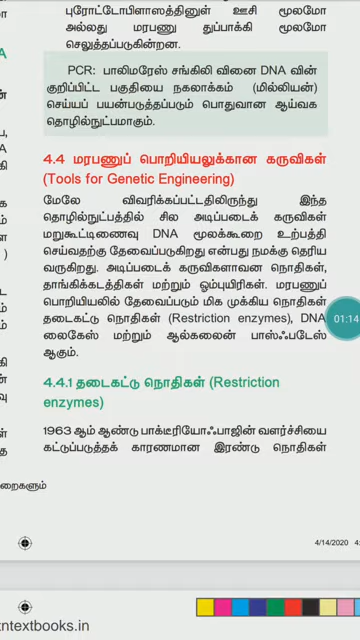 புரோட்டோபிளாஸத்தினுள் ஊசி மூலமோ
அல்லது மரபணு துப்பாக்கி மூலமோ
செலுத்தப்படுகின்றன.
PCR: பாலிமரேஸ் சங்கிலி வினை DNA வின்
குறிப்பிட்ட பகுதியை நகலாக்கம் (மில்லியன்)
செய்யப் பயன்படுத்தப்படும் பொதுவான ஆய்வக
தொழில்நுட்பமாகும்.
4.4 மரபணுப் பொறியியலுக்கான கருவிகள்
(Tools for Genetic Engineering)
மேலே விவரிக்கப்பட்டதிலிருந்து இந்த
தொழில்நுட்பத்தில் சில அடிப்படைக் கருவிகள்
மறுகூட்டிணைவு DNA மூலக்கூறை உற்பத்தி
செய்வதற்கு தேவைப்படுகிறது என்பது நமக்கு தெரிய
வருகிறது. அடிப்படைக் கருவிகளாவன நொதிகள்,
தாங்கிக்கடத்திகள் மற்றும் ஓம்புயிரிகள். மரபணுப்
பொறியியலில் தேவைப்படும் மிக முக்கிய நொதிகள்
தடைகட்டு நொதிகள் (Restriction enzymes), DNA
லைகேஸ் மற்றும் ஆல்கலைன் பாஸ்ஃபடேஸ்
ஆகும்.
01:14
4.4.1 தடைகட்டு நொதிகள் (Restriction
enzymes)
1963 ஆம் ஆண்டு பாக்டீரியோஃபாஜின் வளர்ச்சியை
கட்டுப்படுத்தக் காரணமான இரண்டு நொதிகள்
றைகளும்
4/14/2020 4:
ntextbooks.in